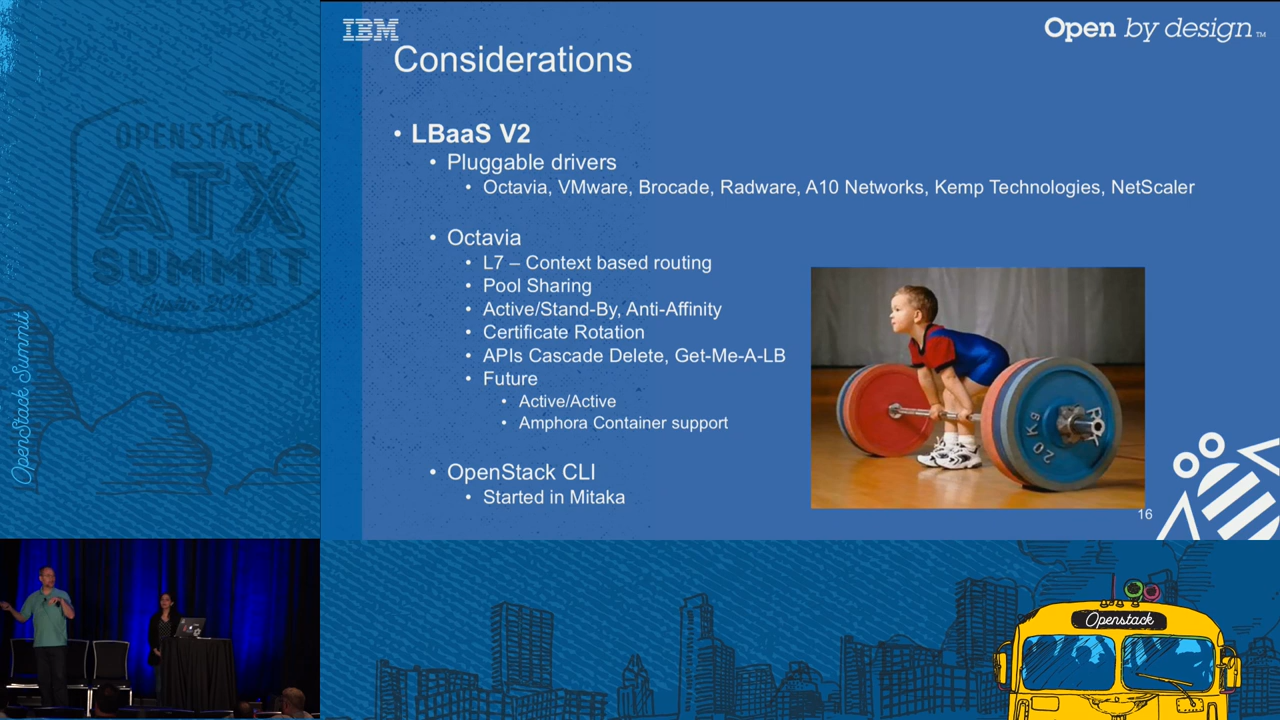 IBM
Open by design™
Considerations
• LBaaS V2
• Pluggable drivers
• Octavia, VMware, Brocade, Radware, A10 Networks, Kemp Technologies, NetScaler
• Octavia
• L7 – Context based routing
• Pool Sharing
• Active/Stand-By, Anti-Affinity
• Certificate Rotation
• APIs Cascade Delete, Get-Me-A-LB
• Future
• Active/Active
• Amphora Container support
• OpenStack CLI
• Started in Mitaka
20 KG
16
OPENSTACK
ATX
SUMMIT
Austin
OpenStack Summit
Openstack